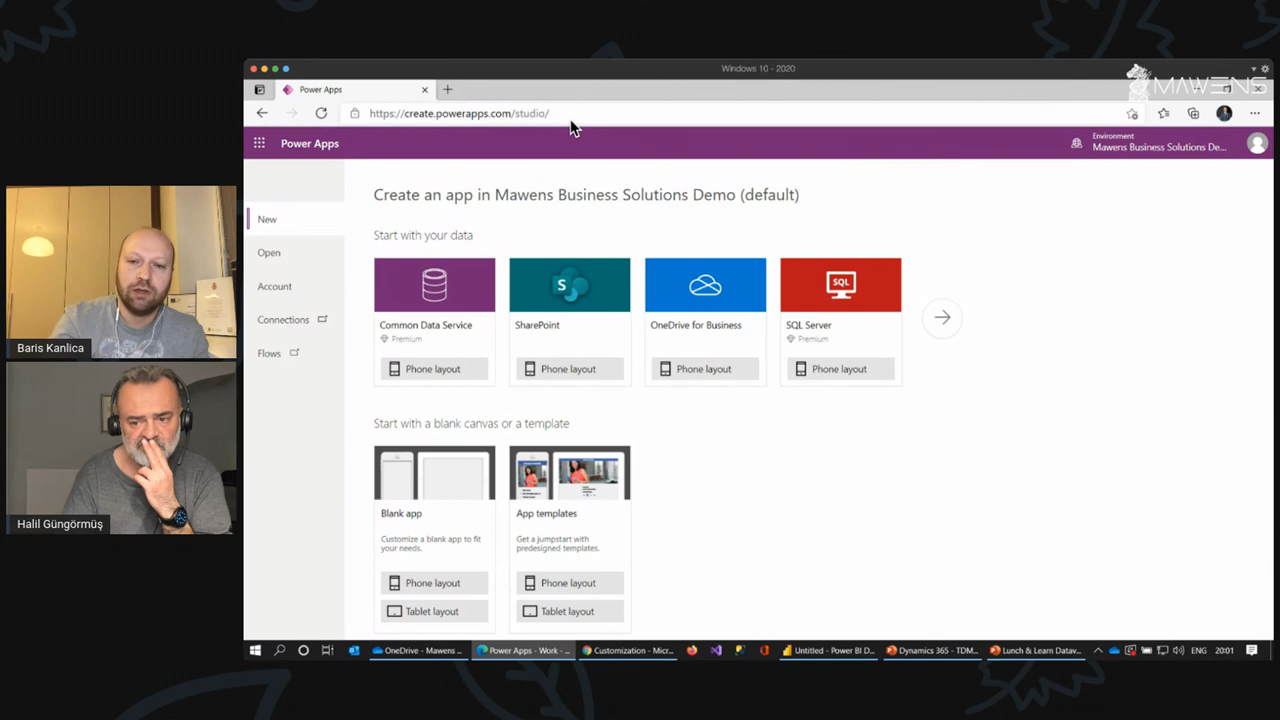 Windows 10 - 2020
MAWENS
Power Apps
https://create.powerapps.com/studio/
Power Apps
Environment
Mawens Business Solutions De...
Create an app in Mawens Business Solutions Demo (default)
New
Start with your data
Open
Account
Connections
Flows
Common Data Service
Premium
Phone layout
SharePoint
Phone layout
OneDrive for Business
Phone layout
SQL
SQL Server
Premium
Phone layout
Baris Kanlica
Halil Güngörmüş
Start with a blank canvas or a template
Blank app
Customize a blank app to fit
your needs.
Phone layout
Tablet layout
App templates
Get a jumpstart with
predesigned templates.
Phone layout
Tablet layout
OneDrive - Mawens ...
Power Apps - Work - ...
Customization - Micr...
Untitled - Power BI D...
Dynamics 365 - TDM...
Lunch & Learn Datav...
ENG
20:01